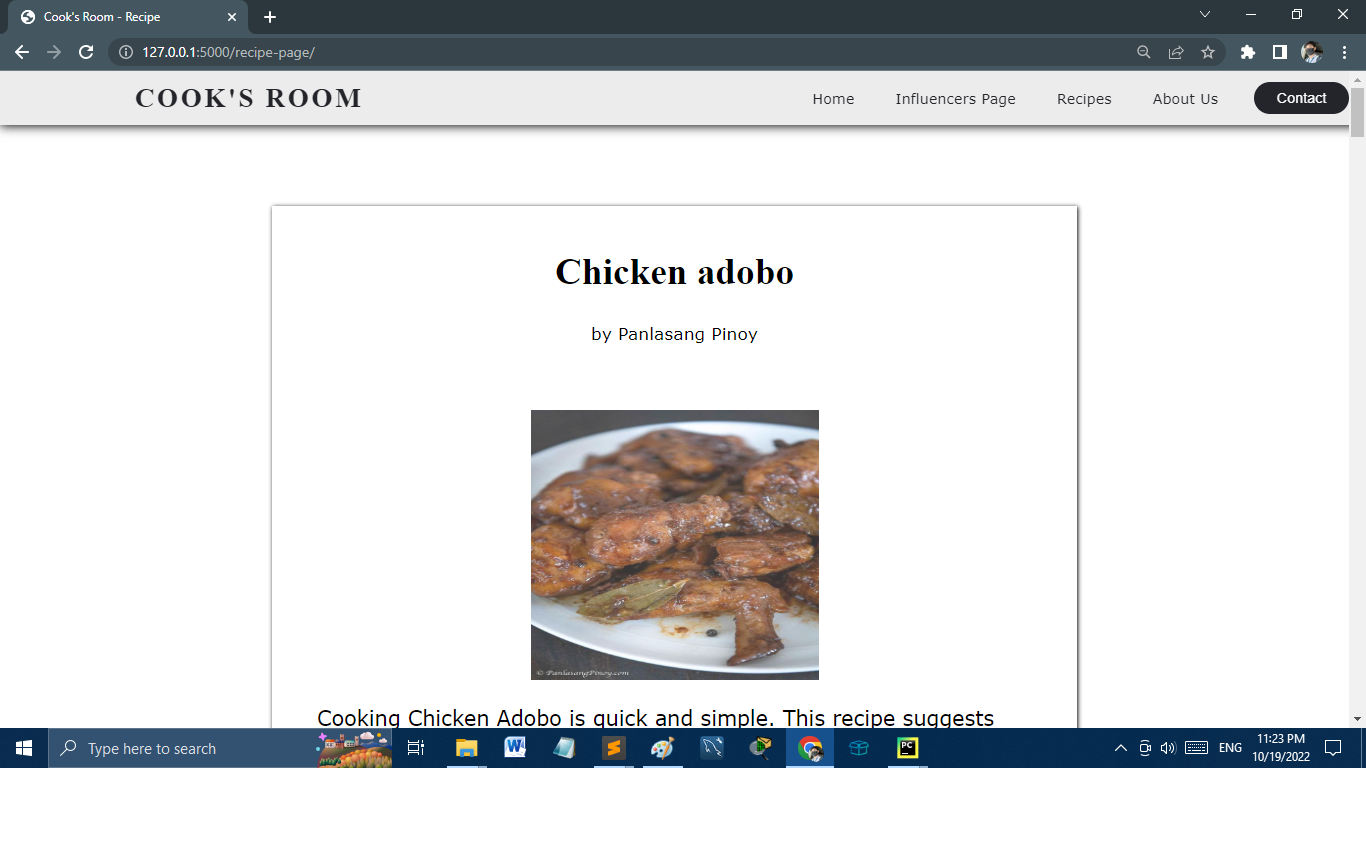 Cook's Room - Recipe
127.0.0.1:5000/recipe-page/
COOK'S ROOM
Home Influencers Page Recipes About Us Contact
Chicken adobo
by Panlasang Pinoy
© PanlasangPinoy.com
Cooking Chicken Adobo is quick and simple. This recipe suggests
Type here to search
W
S
PC
ENG
11:23 PM
10/19/2022